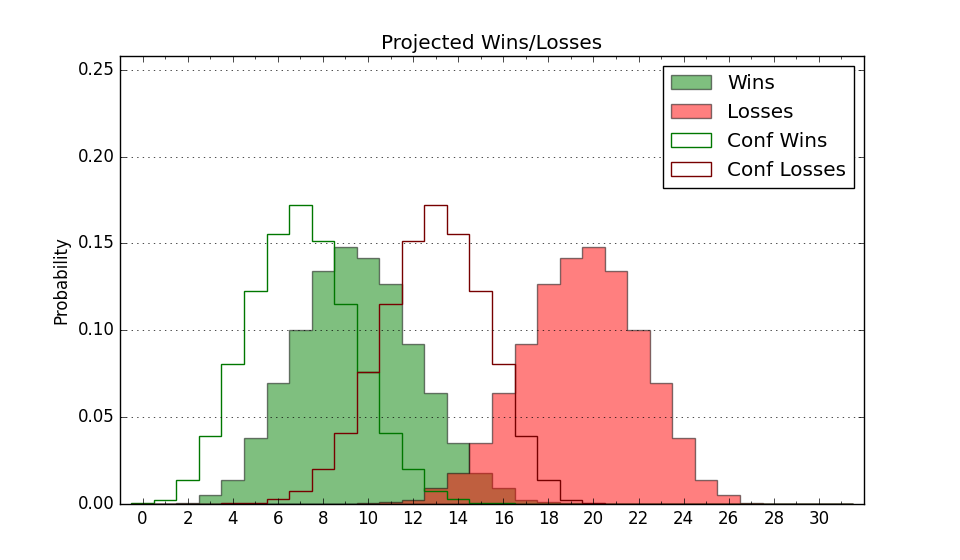 Projected Wins/Losses
0.25
0.20
0.15
0.10
0.05
0.00
Probability
Wins
Losses
Conf Wins
Conf Losses
0 2 4 6 8 10 12 14 16 18 20 22 24 26 28 30